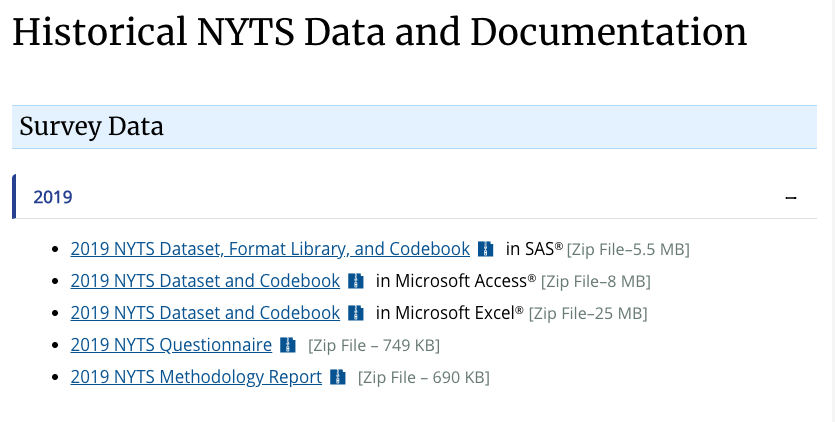 Historical NYTS Data and Documentation
Survey Data
2019
2019 NYTS Dataset, Format Library, and Codebook in SAS® [Zip File–5.5 MB]
2019 NYTS Dataset and Codebook in Microsoft Access® [Zip File–8 MB]
2019 NYTS Dataset and Codebook in Microsoft Excel® [Zip File–25 MB]
2019 NYTS Questionnaire [Zip File – 749 KB]
2019 NYTS Methodology Report [Zip File – 690 KB]